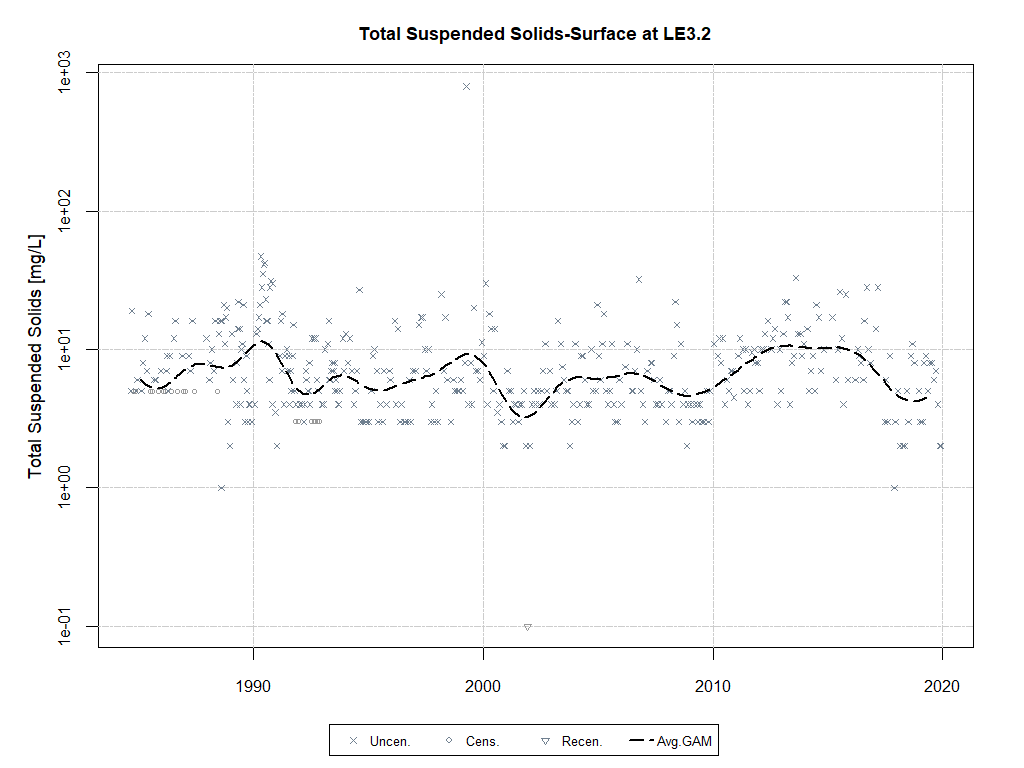 Total Suspended Solids-Surface at LE3.2
Total Suspended Solids [mg/L]
1e+03
1e+02
1e+01
1e+00
1e-01
1990 2000 2010 2020
Uncen. Cens. Recen. Avg.GAM